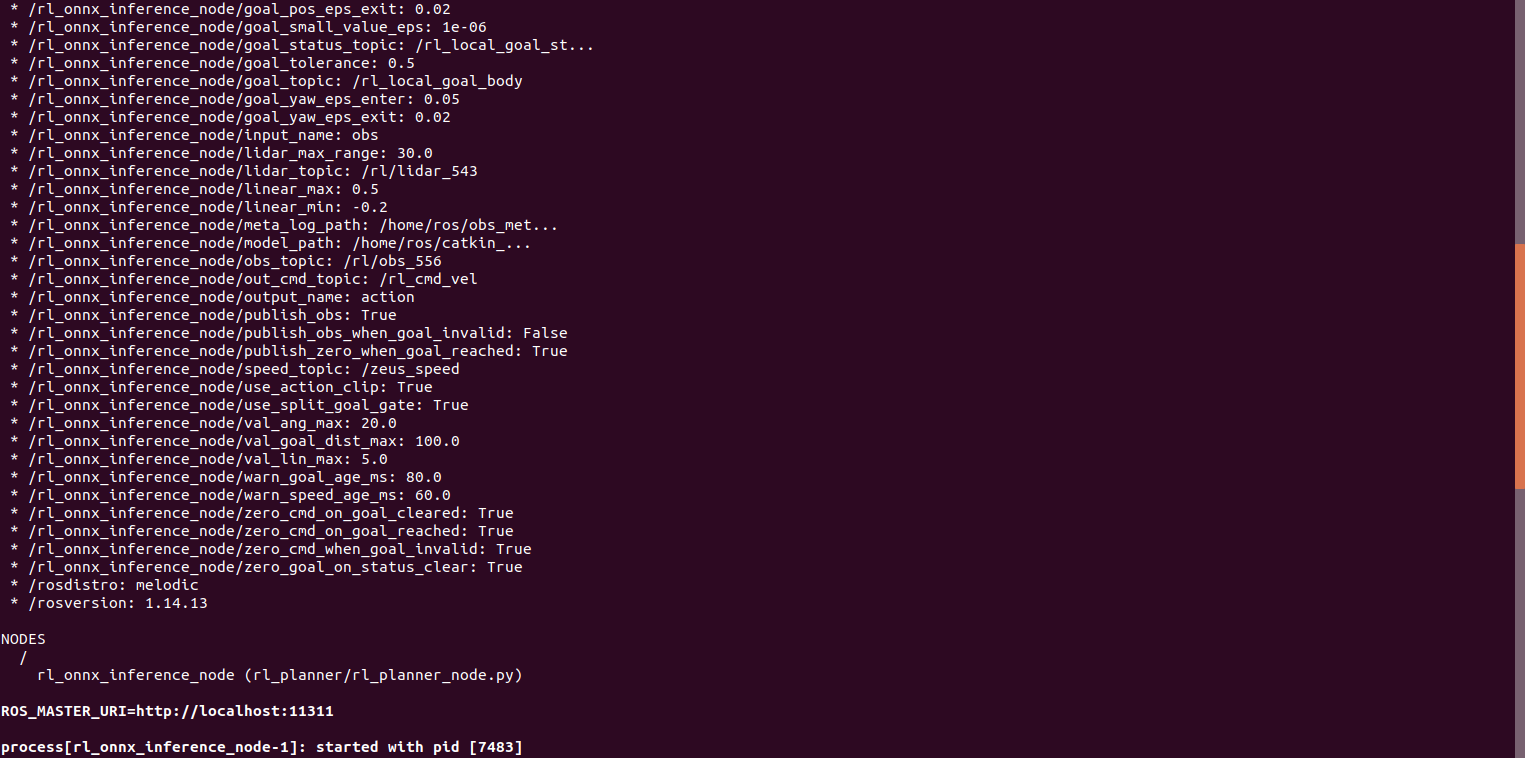 * /rl_onnx_inference_node/goal_pos_eps_exit: 0.02
* /rl_onnx_inference_node/goal_small_value_eps: 1e-06
* /rl_onnx_inference_node/goal_status_topic: /rl_local_goal_st...
* /rl_onnx_inference_node/goal_tolerance: 0.5
* /rl_onnx_inference_node/goal_topic: /rl_local_goal_body
* /rl_onnx_inference_node/goal_yaw_eps_enter: 0.05
* /rl_onnx_inference_node/goal_yaw_eps_exit: 0.02
* /rl_onnx_inference_node/input_name: obs
* /rl_onnx_inference_node/lidar_max_range: 30.0
* /rl_onnx_inference_node/lidar_topic: /rl/lidar_543
* /rl_onnx_inference_node/linear_max: 0.5
* /rl_onnx_inference_node/linear_min: -0.2
* /rl_onnx_inference_node/meta_log_path: /home/ros/obs_met...
* /rl_onnx_inference_node/model_path: /home/ros/catkin_...
* /rl_onnx_inference_node/obs_topic: /rl/obs_556
* /rl_onnx_inference_node/out_cmd_topic: /rl_cmd_vel
* /rl_onnx_inference_node/output_name: action
* /rl_onnx_inference_node/publish_obs: True
* /rl_onnx_inference_node/publish_obs_when_goal_invalid: False
* /rl_onnx_inference_node/publish_zero_when_goal_reached: True
* /rl_onnx_inference_node/speed_topic: /zeus_speed
* /rl_onnx_inference_node/use_action_clip: True
* /rl_onnx_inference_node/use_split_goal_gate: True
* /rl_onnx_inference_node/val_ang_max: 20.0
* /rl_onnx_inference_node/val_goal_dist_max: 100.0
* /rl_onnx_inference_node/val_lin_max: 5.0
* /rl_onnx_inference_node/warn_goal_age_ms: 80.0
* /rl_onnx_inference_node/warn_speed_age_ms: 60.0
* /rl_onnx_inference_node/zero_cmd_on_goal_cleared: True
* /rl_onnx_inference_node/zero_cmd_on_goal_reached: True
* /rl_onnx_inference_node/zero_cmd_when_goal_invalid: True
* /rl_onnx_inference_node/zero_goal_on_status_clear: True
* /rosdistro: melodic
* /rosversion: 1.14.13
NODES
/
rl_onnx_inference_node (rl_planner/rl_planner_node.py)
ROS_MASTER_URI=http://localhost:11311
process[rl_onnx_inference_node-1]: started with pid [7483]